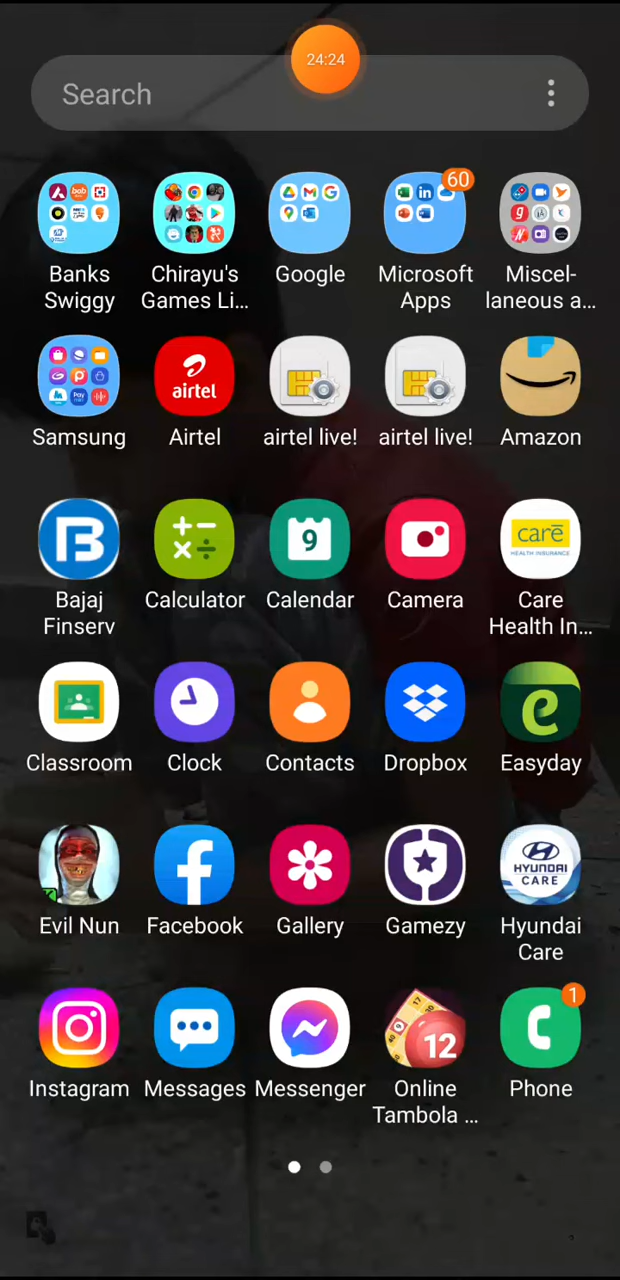 24:24
Search
60
Banks
Swiggy
Chirayu's
Games Li...
Google
Microsoft
Apps
Miscel-
laneous a...
airtel
Samsung
Airtel
airtel live!
airtel live!
Amazon
9
care
HEALTH INSURANCE
Bajaj
Finserv
Calculator
Calendar
Camera
Care
Health In...
Classroom
Clock
Contacts
Dropbox
Easyday
HYUNDAI
CARE
Evil Nun
Facebook
Gallery
Gamezy
Hyundai
Care
12
1
Instagram
Messages
Messenger
Online
Tambola ...
Phone